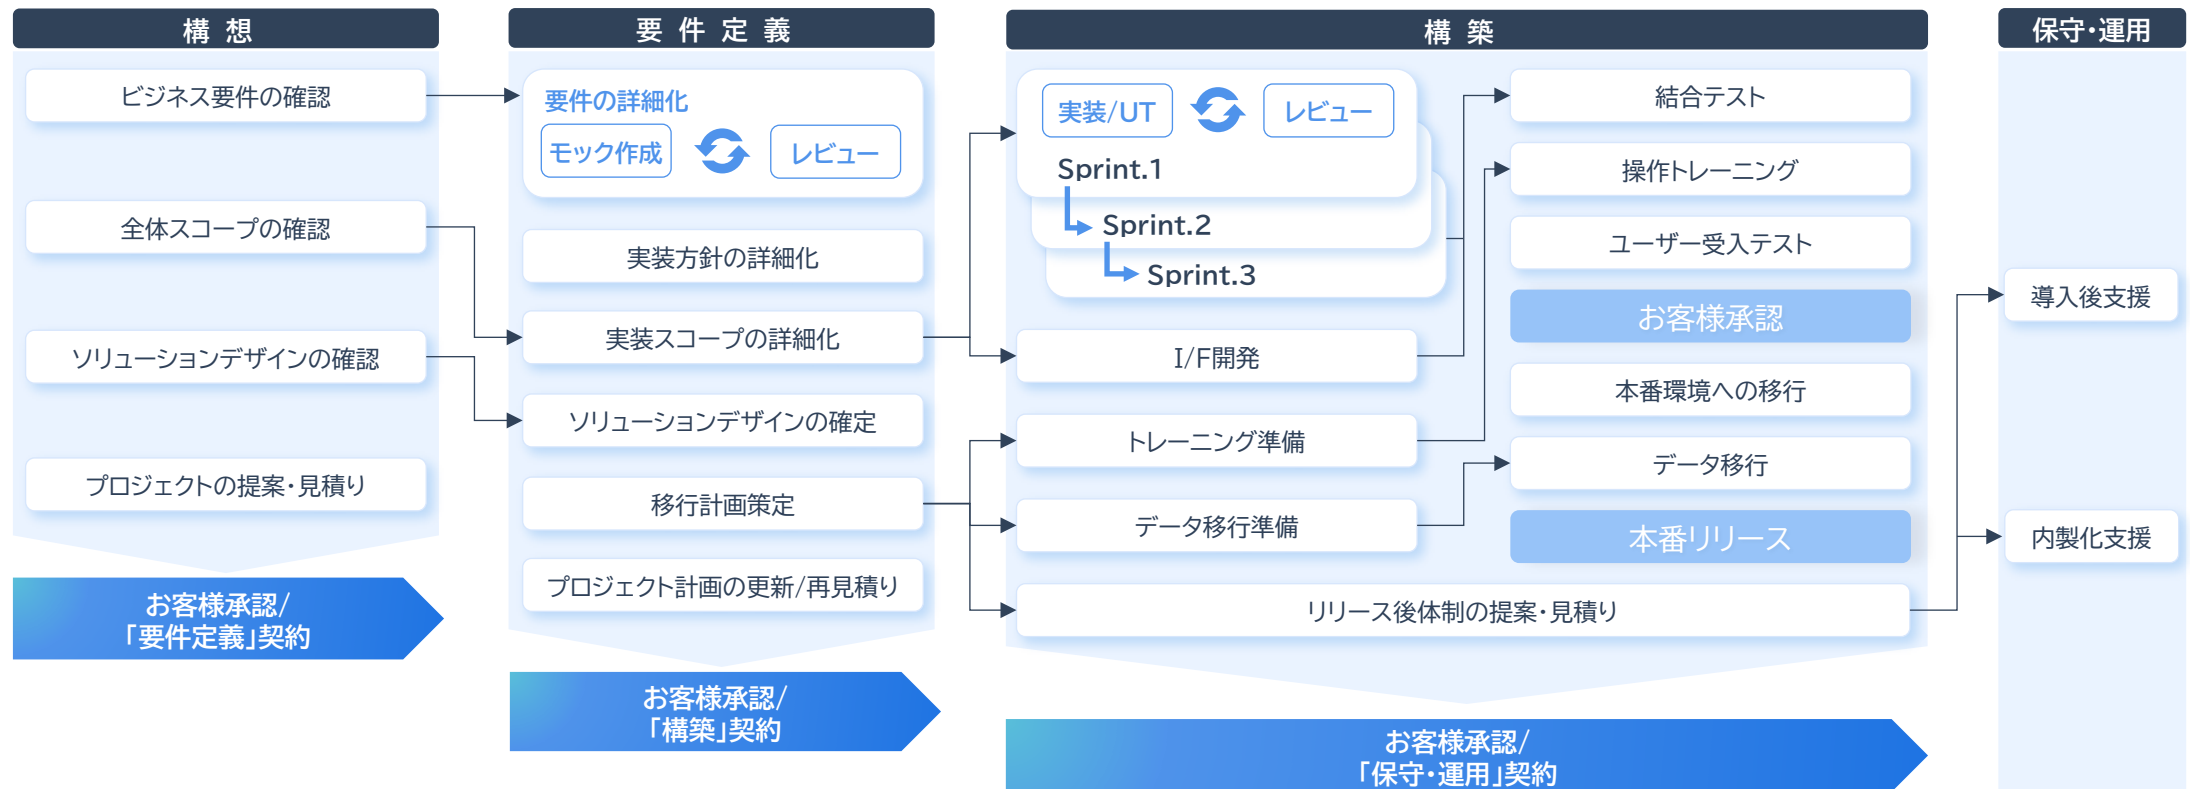 構想
ビジネス要件の確認
全体スコープの確認
ソリューションデザインの確認
プロジェクトの提案・見積り
お客様承認/
「要件定義」契約
要件定義
要件の詳細化
モック作成
レビュー
実装方針の詳細化
実装スコープの詳細化
ソリューションデザインの確定
移行計画策定
プロジェクト計画の更新/再見積り
お客様承認/
「構築」契約
構築
実装/UT
レビュー
Sprint.1
Sprint.2
Sprint.3
I/F開発
トレーニング準備
データ移行準備
結合テスト
操作トレーニング
ユーザー受入テスト
お客様承認
本番環境への移行
データ移行
本番リリース
リリース後体制の提案・見積り
お客様承認/
「保守・運用」契約
保守・運用
導入後支援
内製化支援